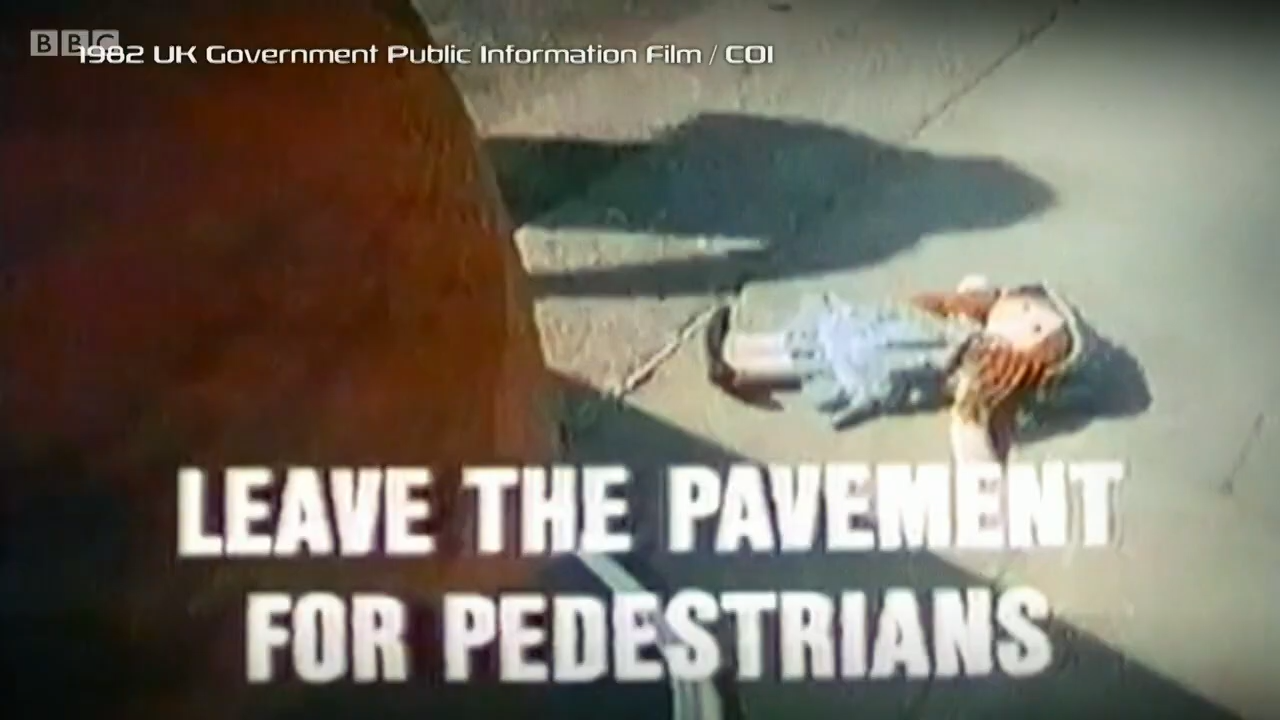 BBC
1982 UK Government Public Information Film / COI
LEAVE THE PAVEMENT
FOR PEDESTRIANS